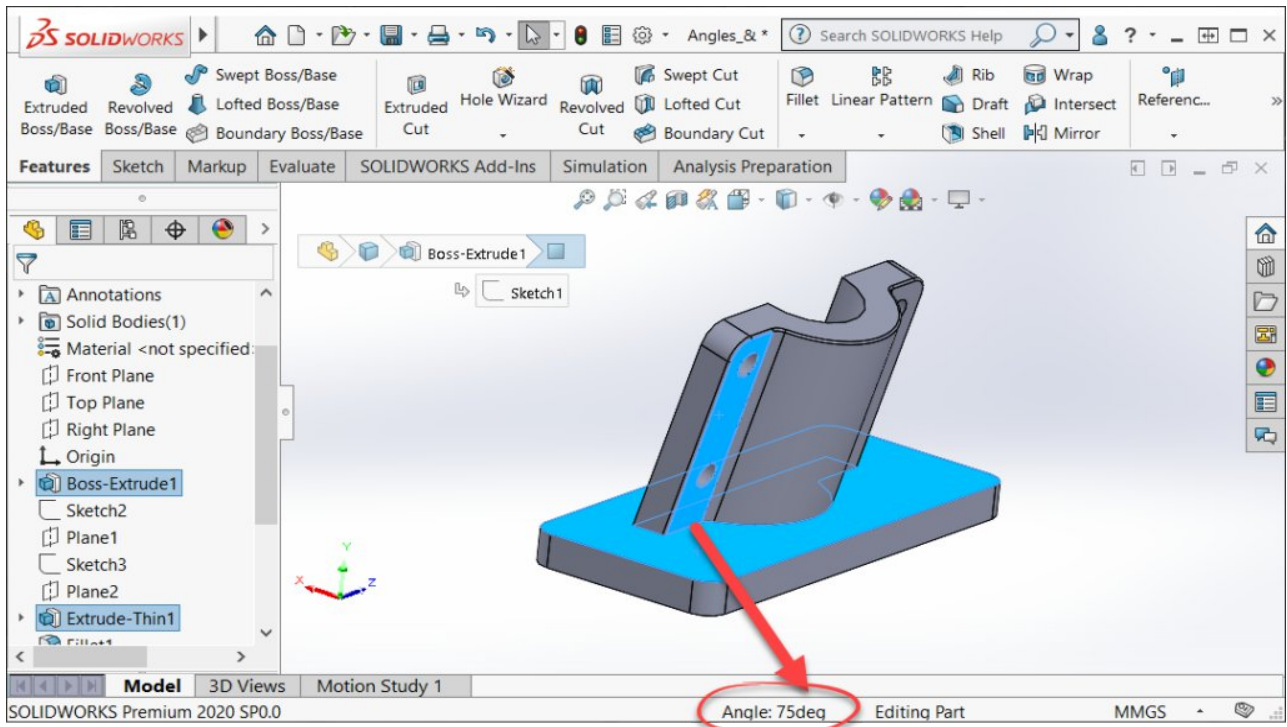 SOLIDWORKS
Angles_& *
Search SOLIDWORKS Help
?
Extruded Boss/Base
Revolved Boss/Base
Swept Boss/Base
Lofted Boss/Base
Boundary Boss/Base
Extruded Cut
Hole Wizard
Revolved Cut
Swept Cut
Lofted Cut
Boundary Cut
Fillet
Linear Pattern
Rib
Draft
Shell
Wrap
Intersect
Mirror
Referenc...
Features Sketch Markup Evaluate SOLIDWORKS Add-Ins Simulation Analysis Preparation
Boss-Extrude1
Sketch1
Annotations
Solid Bodies(1)
Material <not specified>
Front Plane
Top Plane
Right Plane
Origin
Boss-Extrude1
Sketch2
Plane1
Sketch3
Plane2
Extrude-Thin1
Y
X
Z
Model 3D Views Motion Study 1
SOLIDWORKS Premium 2020 SP0.0 Angle: 75deg Editing Part MMGS